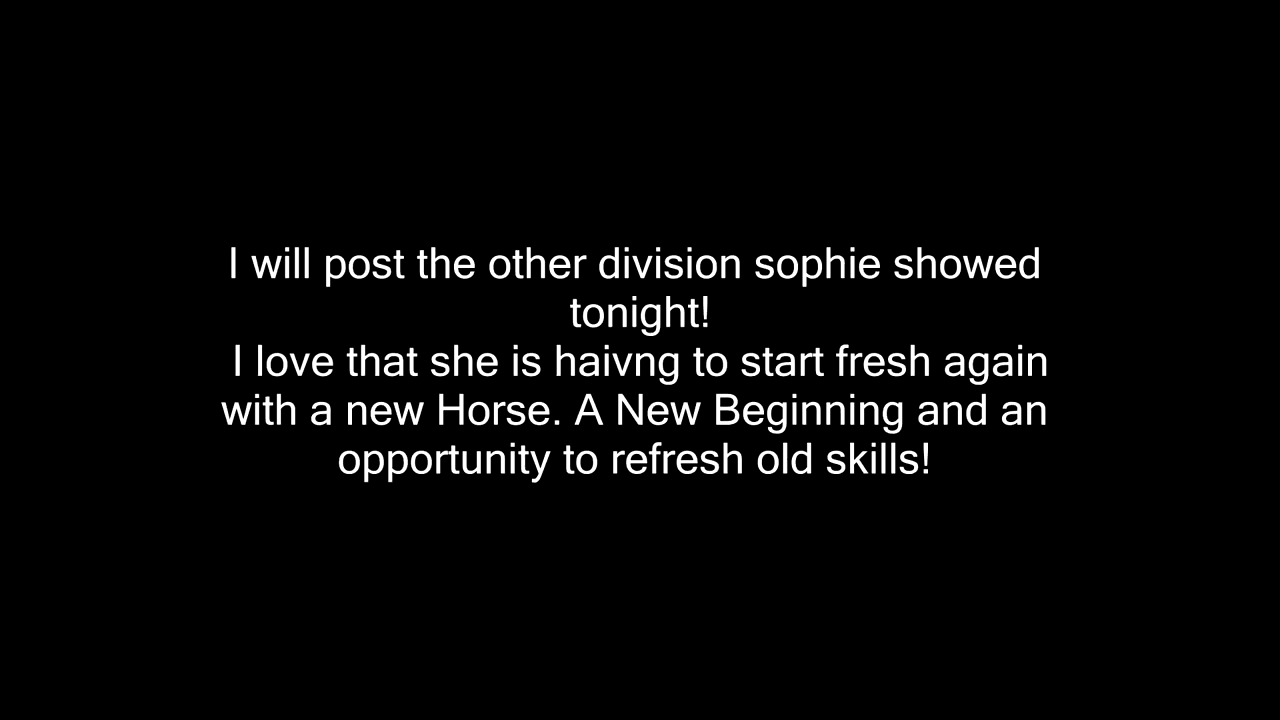 I will post the other division sophie showed
tonight!
I love that she is haivng to start fresh again
with a new Horse. A New Beginning and an
opportunity to refresh old skills!